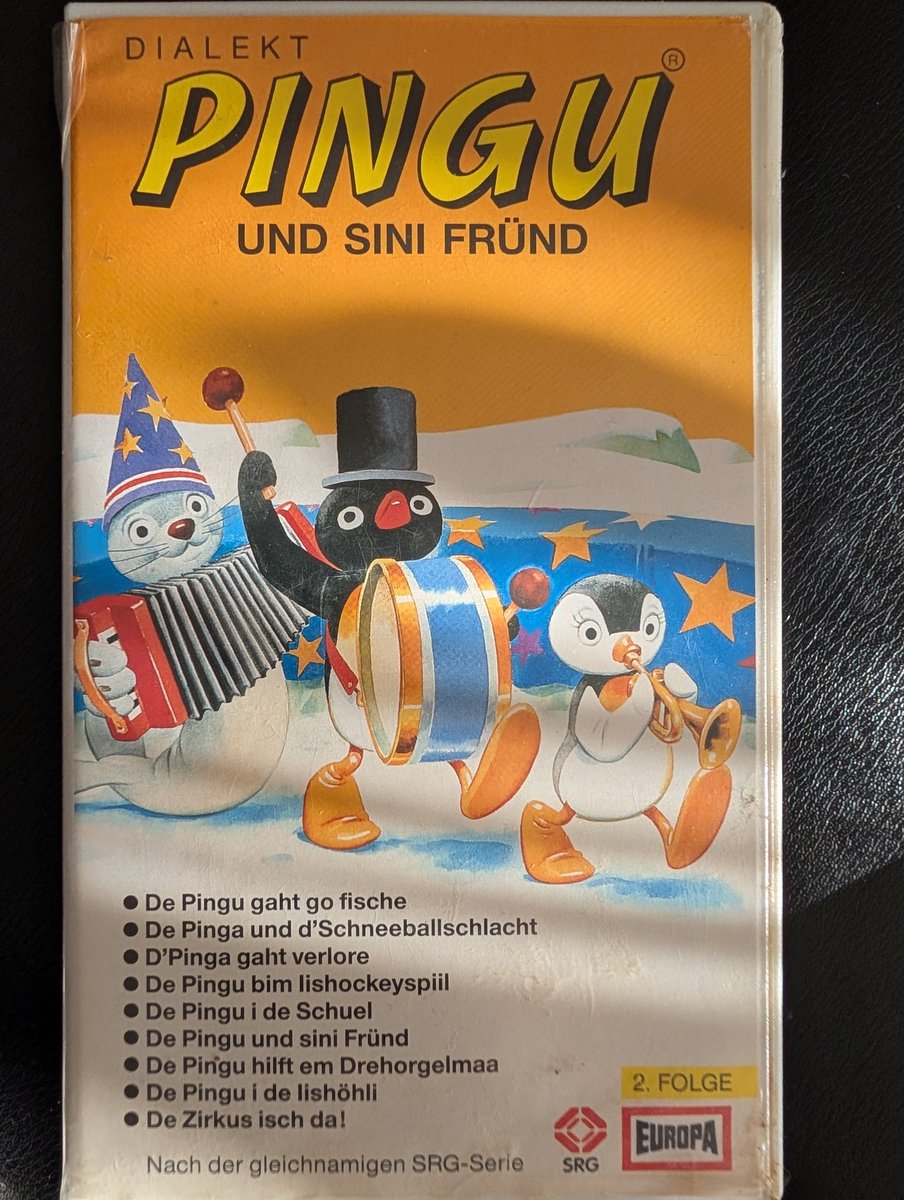 DIALEKT
PINGU®
UND SINI FRÜND
● De Pingu gaht go fische
● De Pinga und d'Schneeballschlacht
● D'Pinga gaht verlore
● De Pingu bim Iishockeyspiil
● De Pingu i de Schuel
● De Pingu und sini Fründ
● De Pingu hilft em Drehorgelmaa
● De Pingu i de Iishöhli
● De Zirkus isch da!
2. FOLGE
Nach der gleichnamigen SRG-Serie
SRG
EUROPA